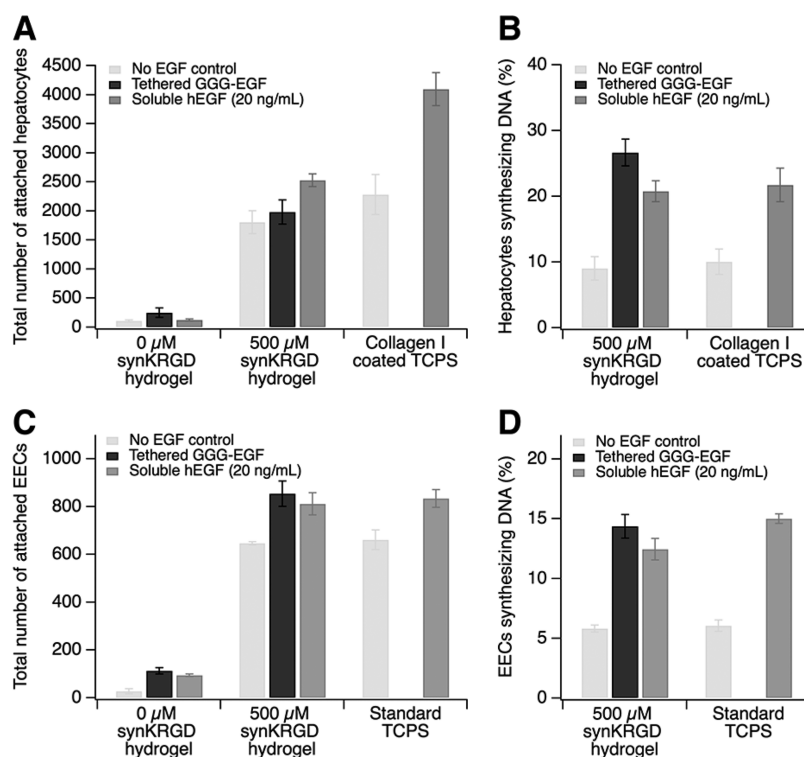 A
Total number of attached hepatocytes
No EGF control
Tethered GGG-EGF
Soluble hEGF (20 ng/mL)
4500
4000
3500
3000
2500
2000
1500
1000
500
0
0 µM
synKRGD
hydrogel
500 µM
synKRGD
hydrogel
Collagen I
coated TCPS
B
Hepatocytes synthesizing DNA (%)
No EGF control
Tethered GGG-EGF
Soluble hEGF (20 ng/mL)
40
30
20
10
0
500 µM
synKRGD
hydrogel
Collagen I
coated TCPS
C
Total number of attached EECs
No EGF control
Tethered GGG-EGF
Soluble hEGF (20 ng/mL)
1000
800
600
400
200
0
0 µM
synKRGD
hydrogel
500 µM
synKRGD
hydrogel
Standard
TCPS
D
EECs synthesizing DNA (%)
No EGF control
Tethered GGG-EGF
Soluble hEGF (20 ng/mL)
20
15
10
5
0
500 µM
synKRGD
hydrogel
Standard
TCPS